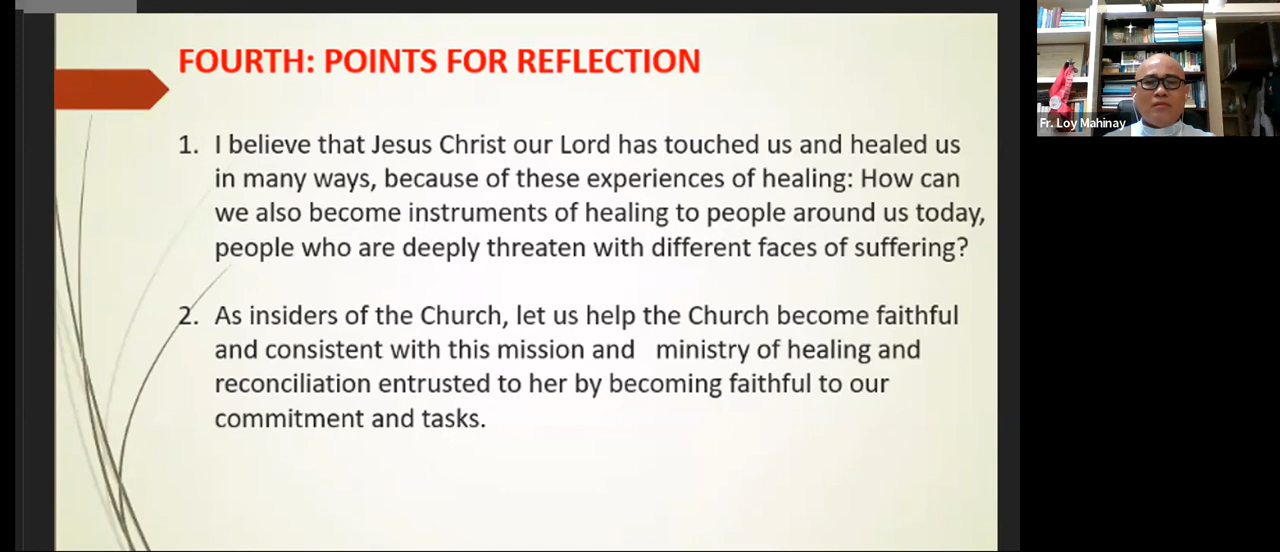 FOURTH: POINTS FOR REFLECTION
1. I believe that Jesus Christ our Lord has touched us and healed us
in many ways, because of these experiences of healing: How can
we also become instruments of healing to people around us today,
people who are deeply threaten with different faces of suffering?
2. As insiders of the Church, let us help the Church become faithful
and consistent with this mission and ministry of healing and
reconciliation entrusted to her by becoming faithful to our
commitment and tasks.
Fr. Loy Mahinay